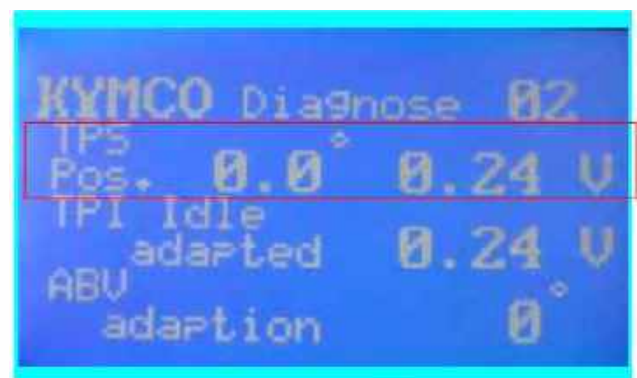 KYMCO Diagnose 02
TPS
Pos. 0.0° 0.24 V
TPI Idle
adapted 0.24 V
ABV
adaption 0°